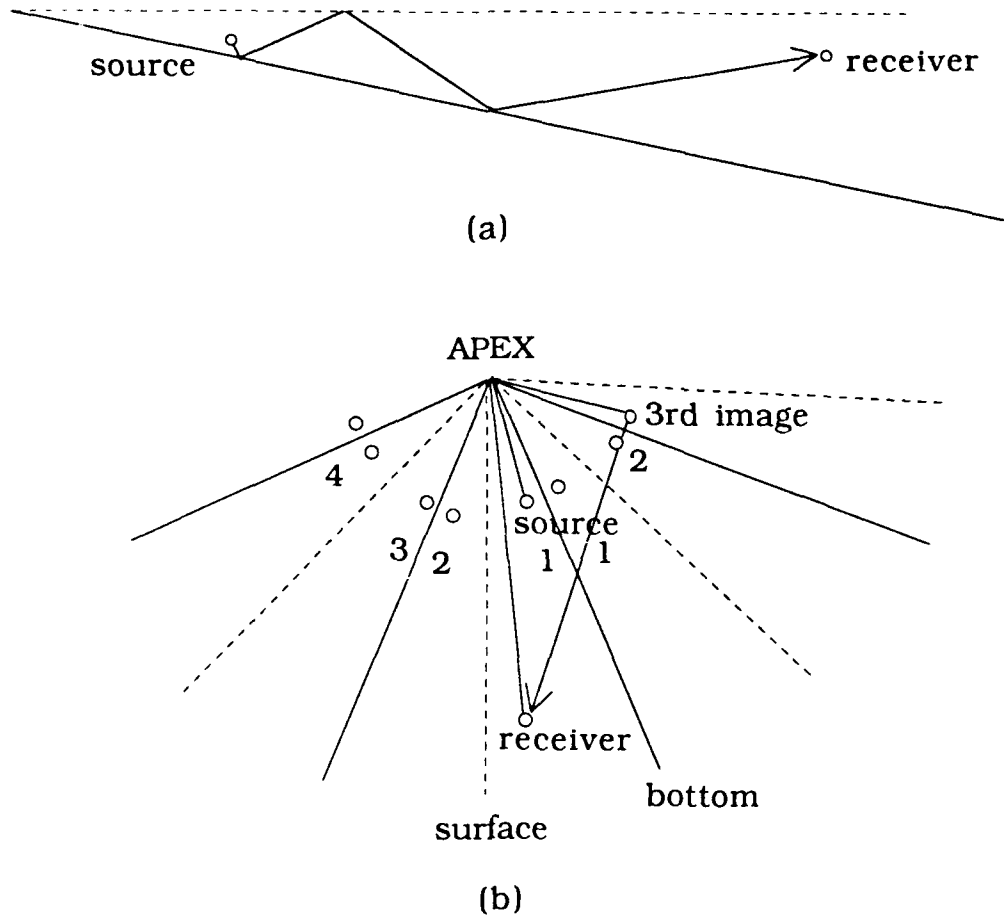 source
receiver
(a)
APEX
3rd image
2
4
source
3 2 1 1
receiver
bottom
surface
(b)